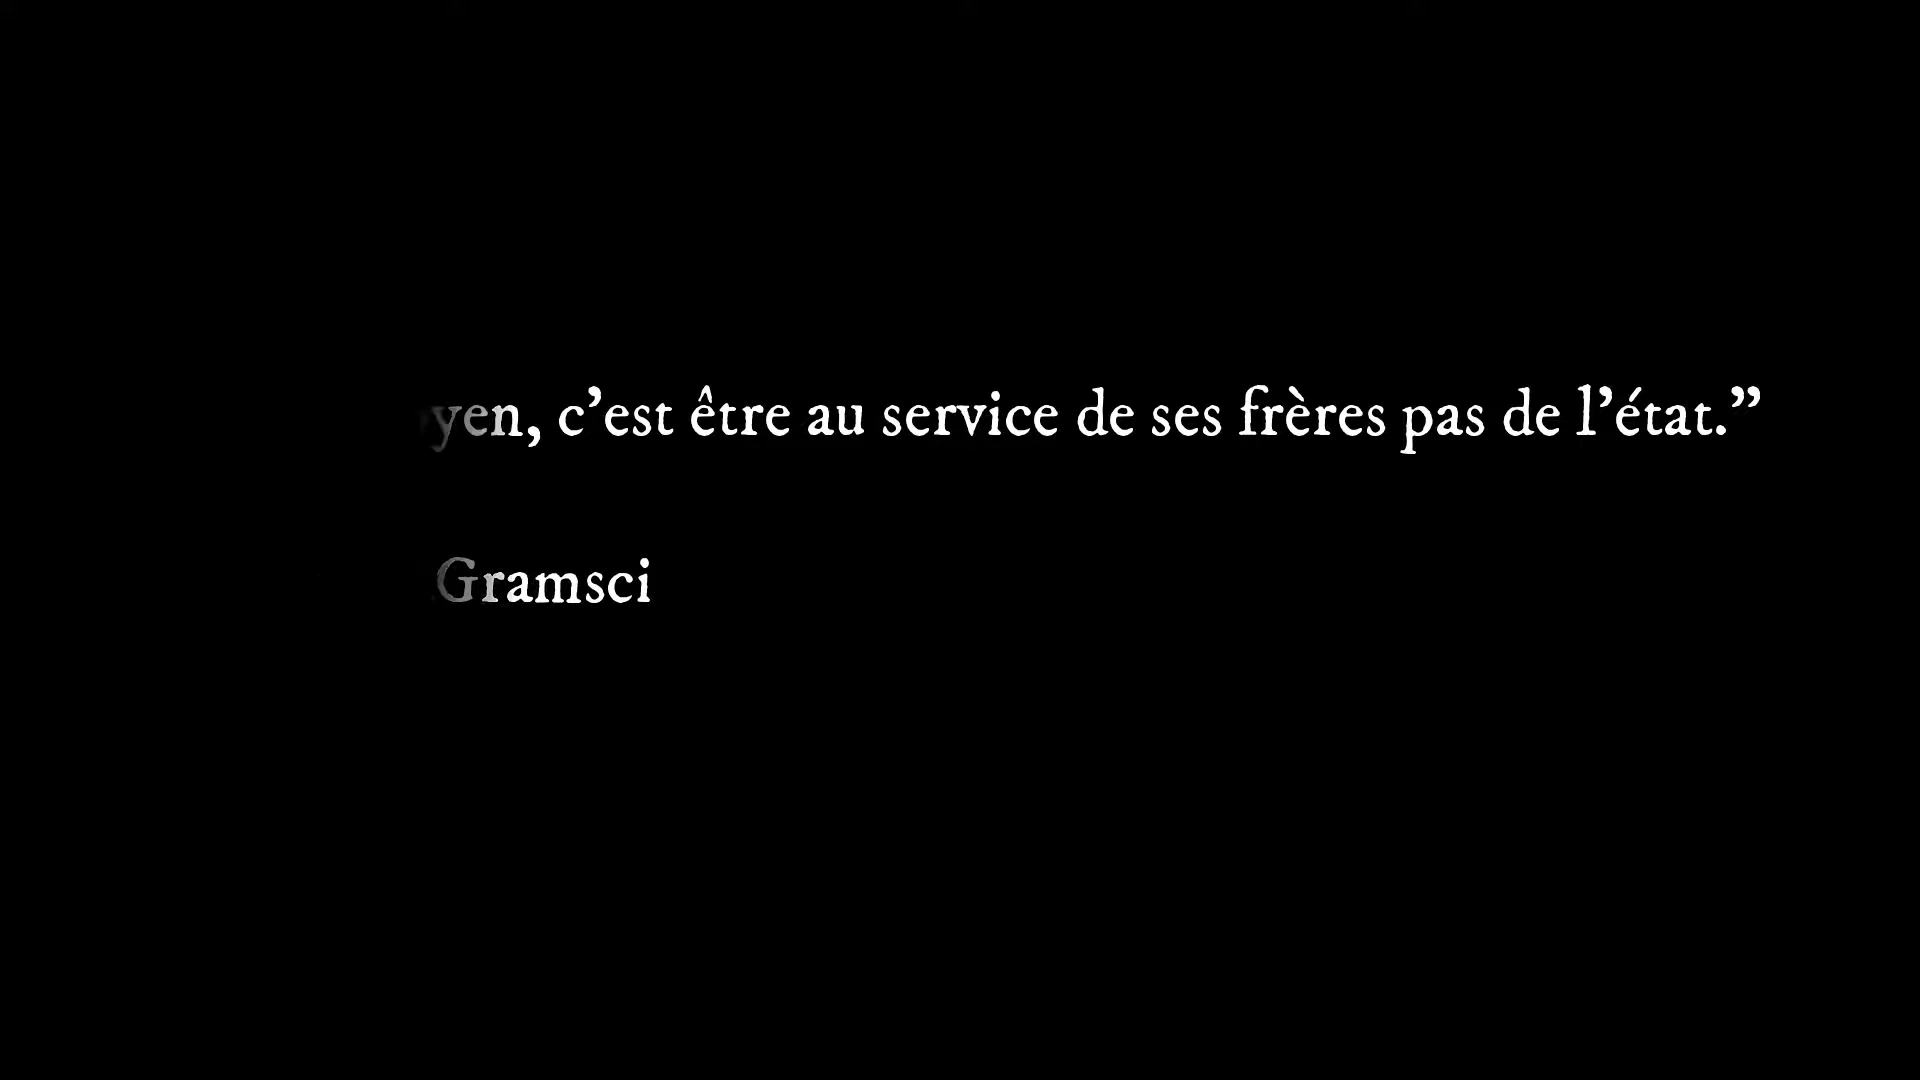 yen, c’est être au service de ses frères pas de l’état.”
Gramsci